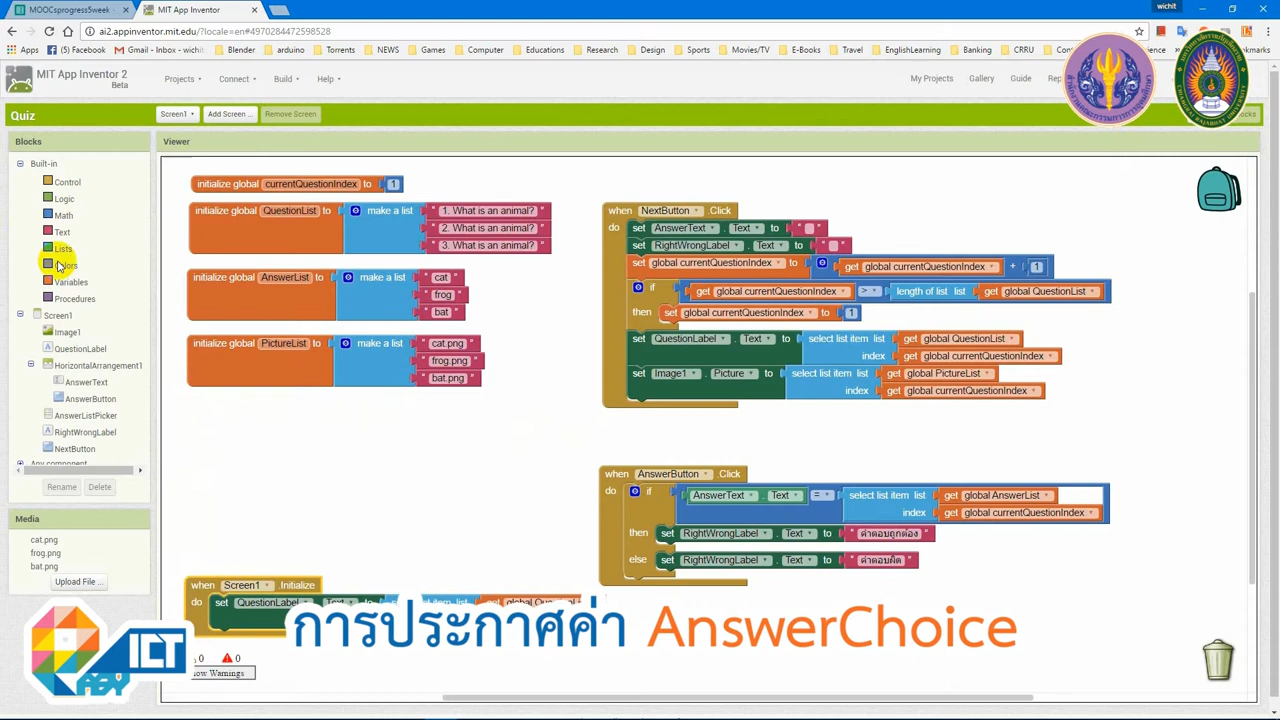 wichit
MOOCsprogress5week
MIT App Inventor
ai2.appinventor.mit.edu/?locale=en#4970284472598528
Apps (5) Facebook Gmail - Inbox - wichit Blender arduino Torrents NEWS Games Computer Educations Research Design Sports Movies/TV E-Books Travel EnglishLearning Banking CRRU
MIT App Inventor 2
Beta
Projects Connect Build Help My Projects Gallery Guide
Quiz Screen1 Add Screen ... Remove Screen
Blocks
Viewer
Built-in
Control
Logic
Math
Text
Lists
Colors
Variables
Procedures
Screen1
Image1
QuestionLabel
HorizontalArrangement1
AnswerText
AnswerButton
AnswerListPicker
RightWrongLabel
NextButton
Any component
Rename Delete
Media
cat.png
frog.png
bat.png
Upload File ...
initialize global currentQuestionIndex to 1
initialize global QuestionList to make a list " 1. What is an animal? "
" 2. What is an animal? "
" 3. What is an animal? "
initialize global AnswerList to make a list " cat "
" frog "
" bat "
initialize global PictureList to make a list " cat.png "
" frog.png "
" bat.png "
when NextButton .Click
do set AnswerText . Text to " "
set RightWrongLabel . Text to " "
set global currentQuestionIndex to get global currentQuestionIndex + 1
if get global currentQuestionIndex > length of list list get global QuestionList
then set global currentQuestionIndex to 1
set QuestionLabel . Text to select list item list get global QuestionList
index get global currentQuestionIndex
set Image1 . Picture to select list item list get global PictureList
index get global currentQuestionIndex
when AnswerButton .Click
do if AnswerText . Text = select list item list get global AnswerList
index get global currentQuestionIndex
then set RightWrongLabel . Text to " คำตอบถูกต้อง "
else set RightWrongLabel . Text to " คำตอบผิด "
when Screen1 .Initialize
do set QuestionLabel
0 0
การประกาศค่า AnswerChoice
ICT